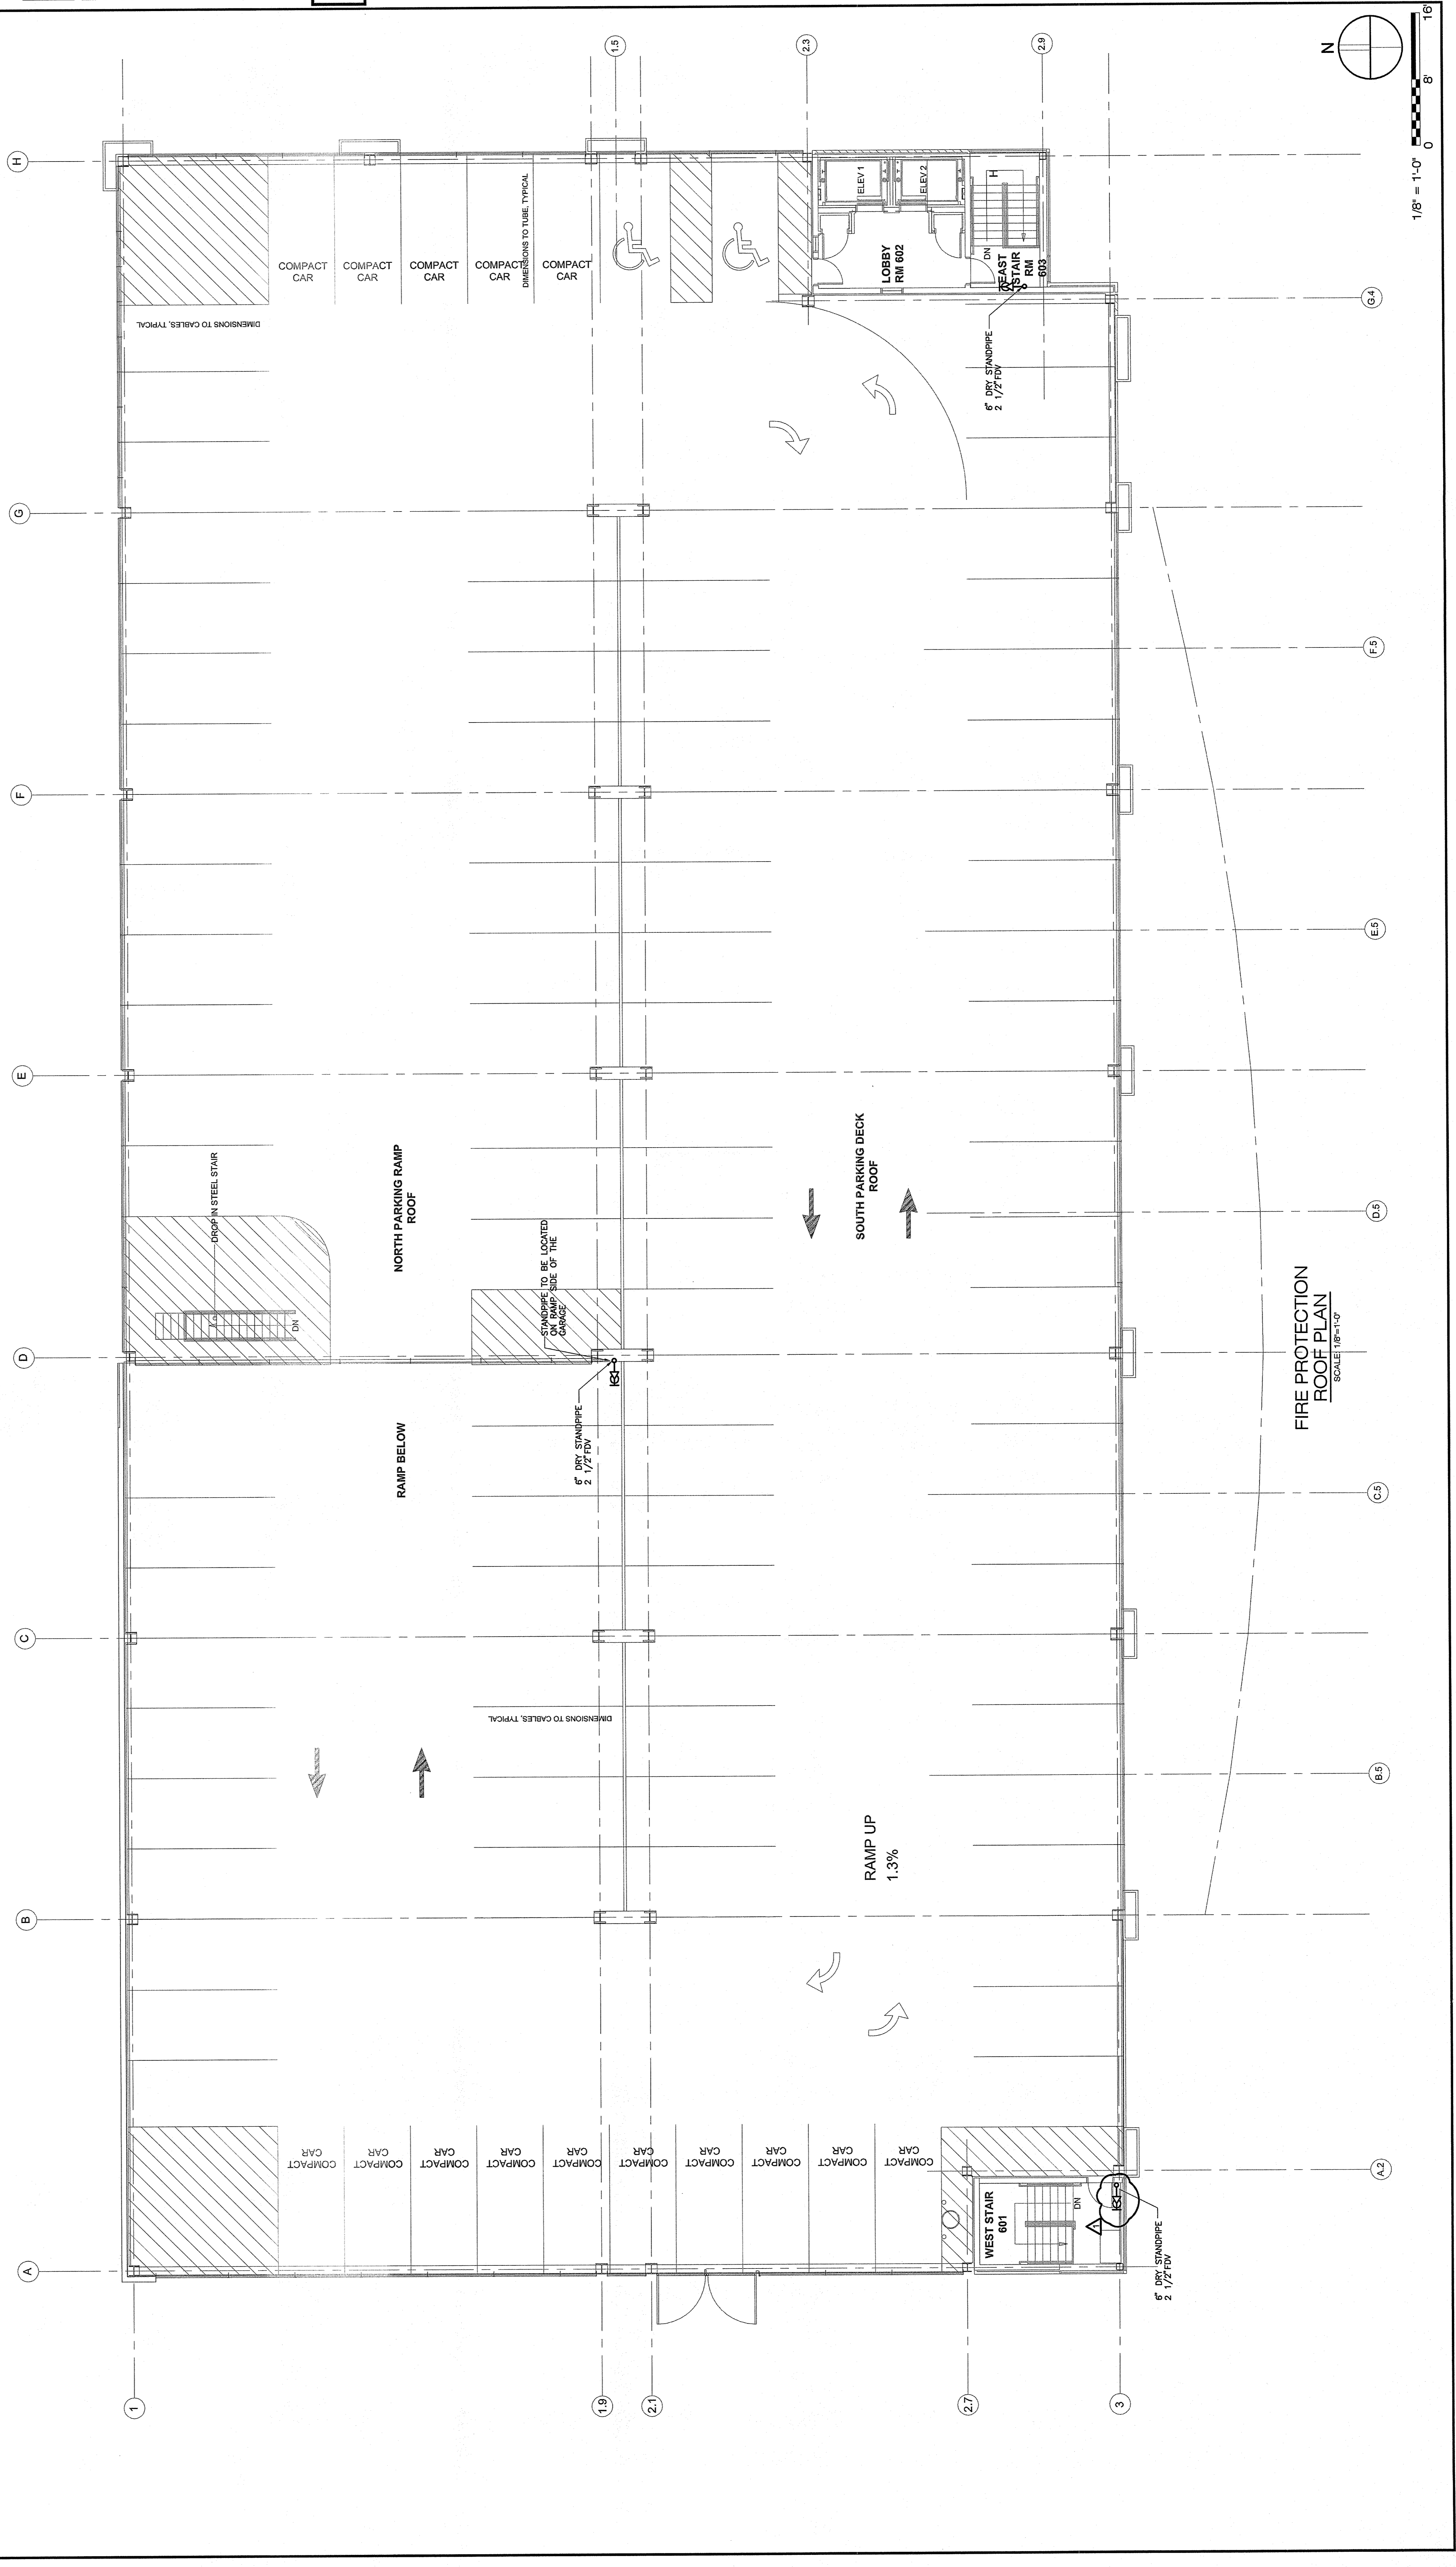 H
G
F
E
D
C
B
A
1.5
2.3
2.9
G.4
F.5
E.5
D.5
C.5
B.5
A.2
1
1.9
2.1
2.7
3
N
0
8'
16'
1/8" = 1'-0"
COMPACT
CAR
COMPACT
CAR
COMPACT
CAR
COMPACT
CAR
COMPACT
CAR
DIMENSIONS TO TUBE, TYPICAL
DIMENSIONS TO CABLES, TYPICAL
ELEV 1
ELEV 2
LOBBY
RM 602
H
DN
EAST
STAIR
RM
603
6" DRY STANDPIPE
2 1/2"FDV
DROP IN STEEL STAIR
DN
NORTH PARKING RAMP
ROOF
STANDPIPE TO BE LOCATED
ON RAMP SIDE OF THE
GARAGE
SOUTH PARKING DECK
ROOF
6" DRY STANDPIPE
2 1/2"FDV
RAMP BELOW
DIMENSIONS TO CABLES, TYPICAL
RAMP UP
1.3%
COMPACT
CAR
COMPACT
CAR
COMPACT
CAR
COMPACT
CAR
COMPACT
CAR
COMPACT
CAR
COMPACT
CAR
COMPACT
CAR
COMPACT
CAR
COMPACT
CAR
WEST STAIR
601
DN
1
6" DRY STANDPIPE
2 1/2"FDV
FIRE PROTECTION
ROOF PLAN
SCALE: 1/8"=1'-0"